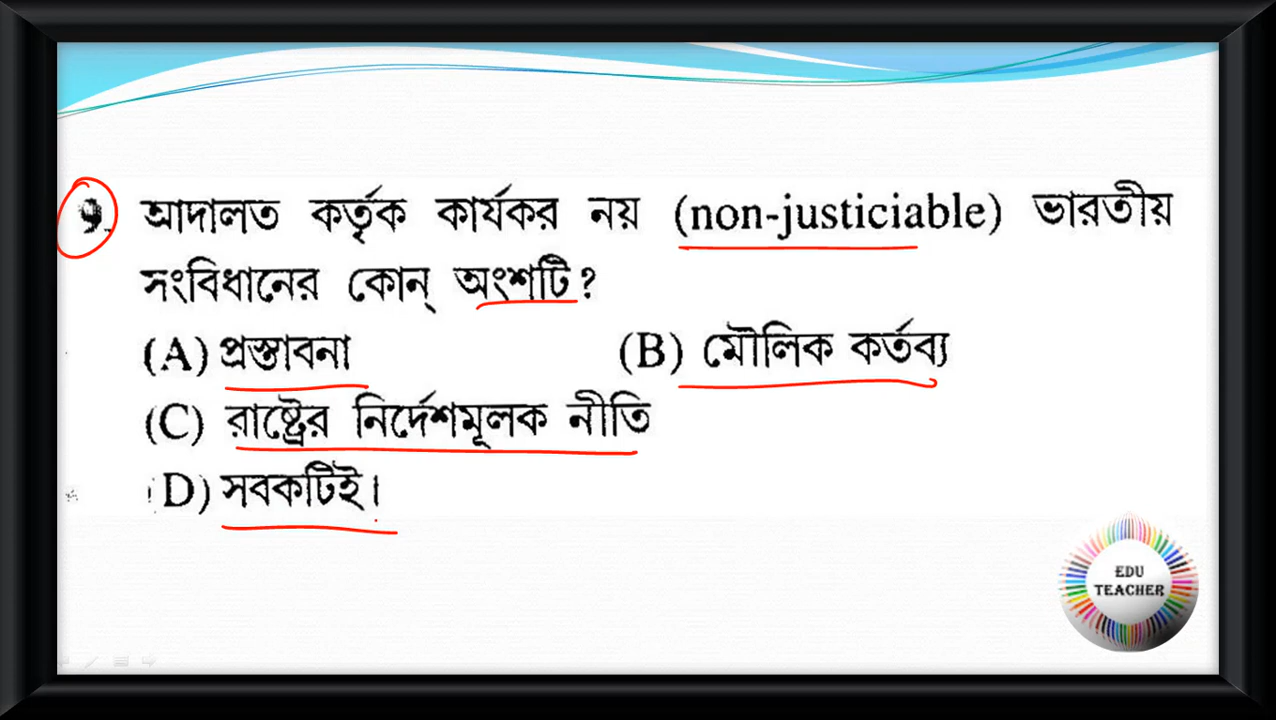 9. আদালত কর্তৃক কার্যকর নয় (non-justiciable) ভারতীয়
সংবিধানের কোন্ অংশটি?
(A) প্রস্তাবনা (B) মৌলিক কর্তব্য
(C) রাষ্ট্রের নির্দেশমূলক নীতি
(D) সবকটিই।
EDU
TEACHER